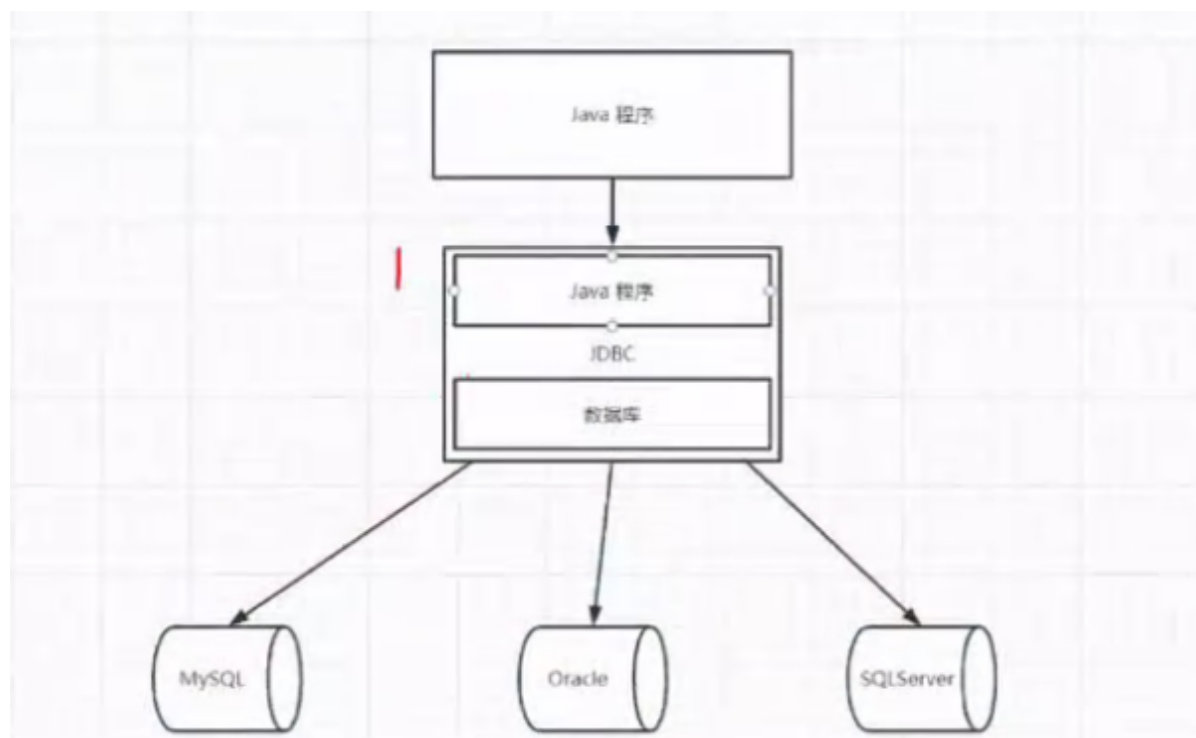 Java 程序
Java 程序
JDBC
数据库
MySQL
Oracle
SQLServer